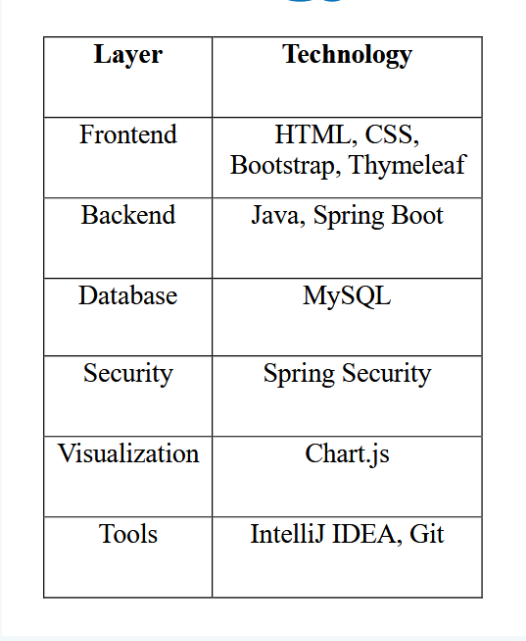 Layer Technology
Frontend HTML, CSS,
Bootstrap, Thymeleaf
Backend Java, Spring Boot
Database MySQL
Security Spring Security
Visualization Chart.js
Tools IntelliJ IDEA, Git